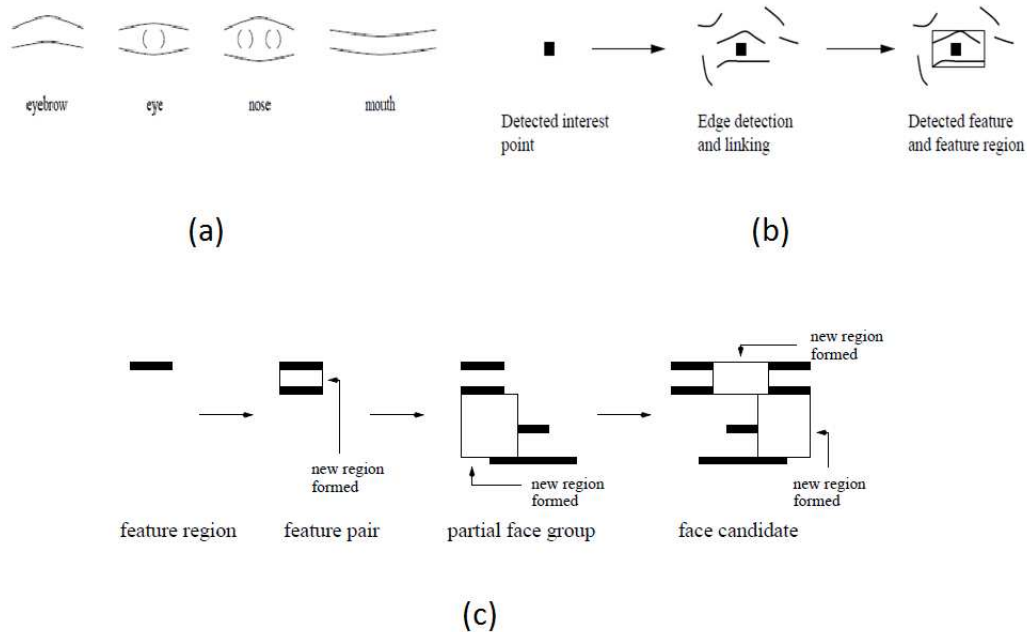 eyebrow
eye
nose
mouth
Detected interest
point
Edge detection
and linking
Detected feature
and feature region
(a)
(b)
new region
formed
new region
formed
new region
formed
new region
formed
feature region
feature pair
partial face group
face candidate
(c)